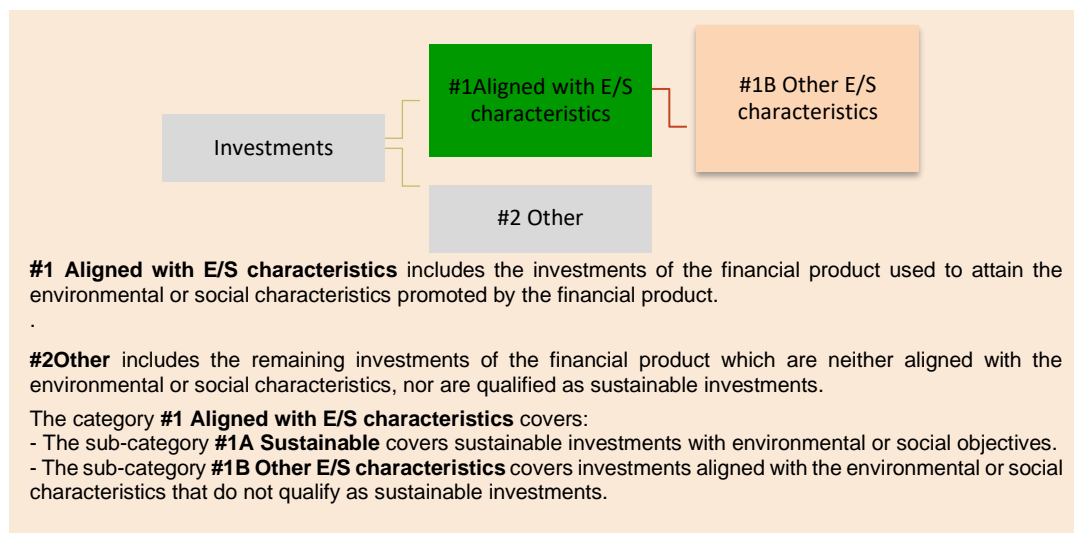 #1Aligned with E/S
characteristics
#1B Other E/S
characteristics
Investments
#2 Other
#1 Aligned with E/S characteristics includes the investments of the financial product used to attain the
environmental or social characteristics promoted by the financial product.
.
#2Other includes the remaining investments of the financial product which are neither aligned with the
environmental or social characteristics, nor are qualified as sustainable investments.
The category #1 Aligned with E/S characteristics covers:
- The sub-category #1A Sustainable covers sustainable investments with environmental or social objectives.
- The sub-category #1B Other E/S characteristics covers investments aligned with the environmental or social
characteristics that do not qualify as sustainable investments.